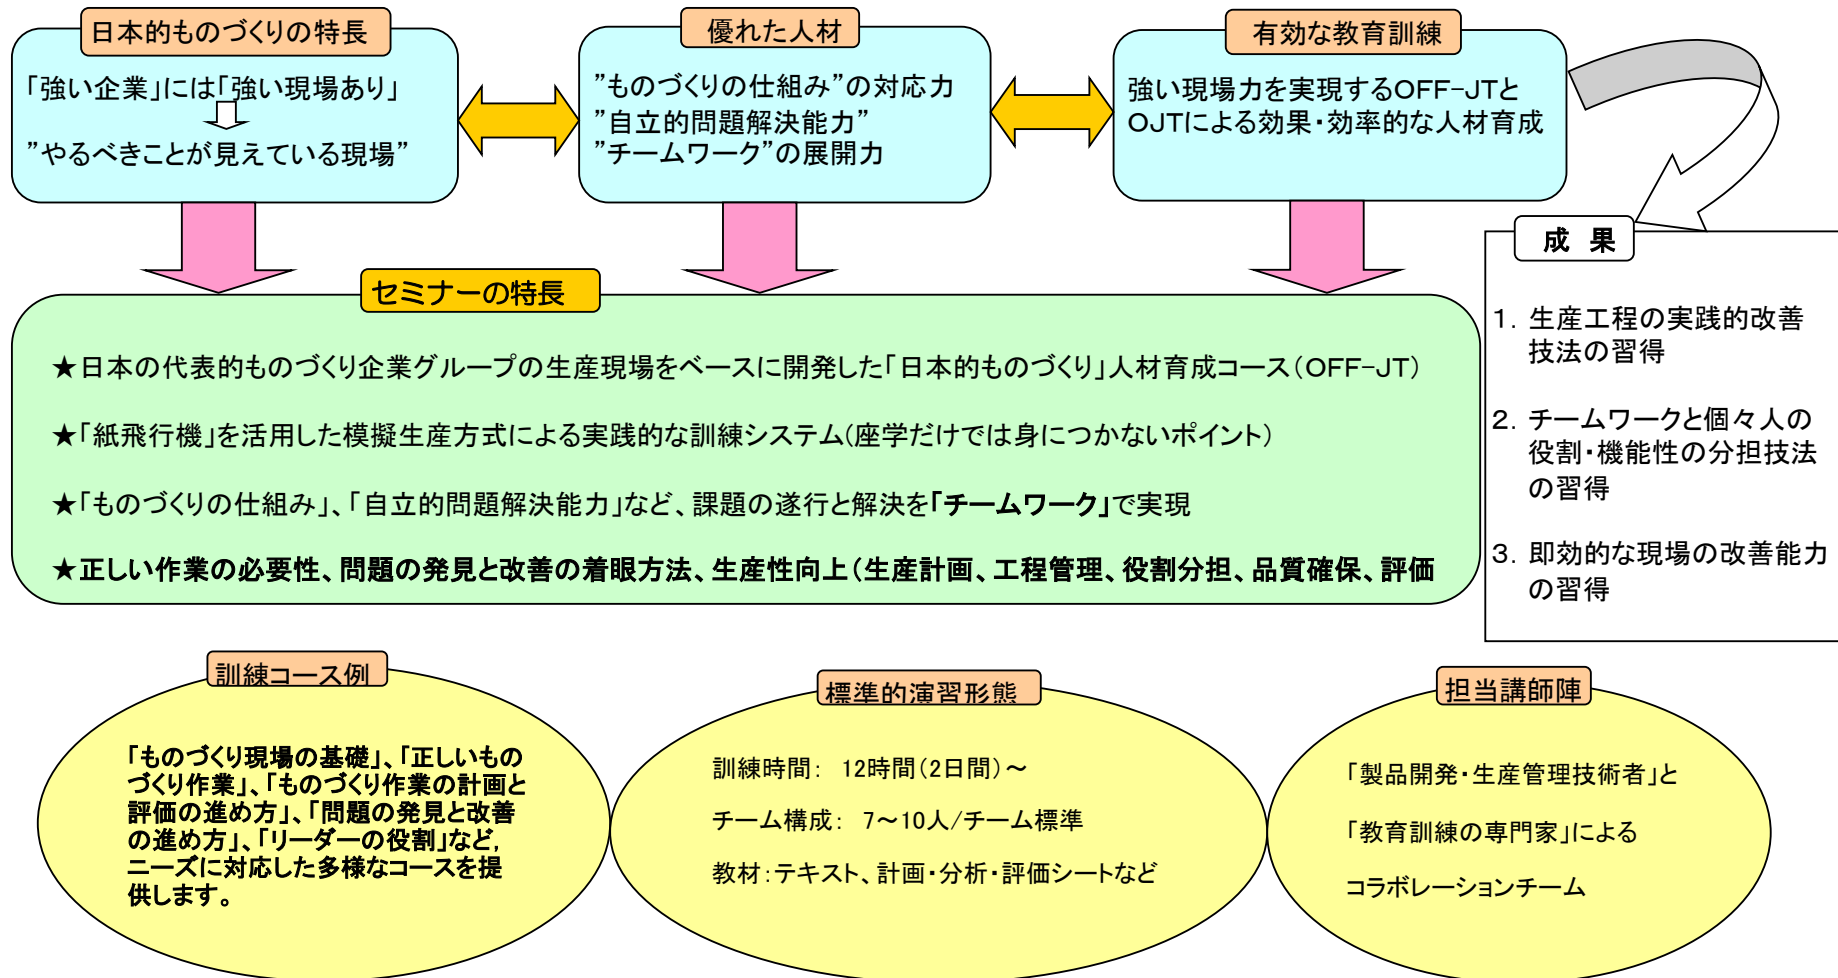 日本的ものづくりの特長
「強い企業」には「強い現場あり」
”やるべきことが見えている現場”
優れた人材
”ものづくりの仕組み”の対応力
”自立的問題解決能力”
”チームワーク”の展開力
有効な教育訓練
強い現場力を実現するOFF-JTと
OJTによる効果・効率的な人材育成
成 果
1. 生産工程の実践的改善
技法の習得
2. チームワークと個々人の
役割・機能性の分担技法
の習得
3. 即効的な現場の改善能力
の習得
セミナーの特長
★日本の代表的ものづくり企業グループの生産現場をベースに開発した「日本的ものづくり」人材育成コース(OFF-JT)
★「紙飛行機」を活用した模擬生産方式による実践的な訓練システム(座学だけでは身につかないポイント)
★「ものづくりの仕組み」、「自立的問題解決能力」など、課題の遂行と解決を「チームワーク」で実現
★正しい作業の必要性、問題の発見と改善の着眼方法、生産性向上(生産計画、工程管理、役割分担、品質確保、評価
訓練コース例
「ものづくり現場の基礎」、「正しいもの
づくり作業」、「ものづくり作業の計画と
評価の進め方」、「問題の発見と改善
の進め方」、「リーダーの役割」など,
ニーズに対応した多様なコースを提
供します。
標準的演習形態
訓練時間: 12時間(2日間)~
チーム構成: 7~10人/チーム標準
教材:テキスト、計画・分析・評価シートなど
担当講師陣
「製品開発・生産管理技術者」と
「教育訓練の専門家」による
コラボレーションチーム